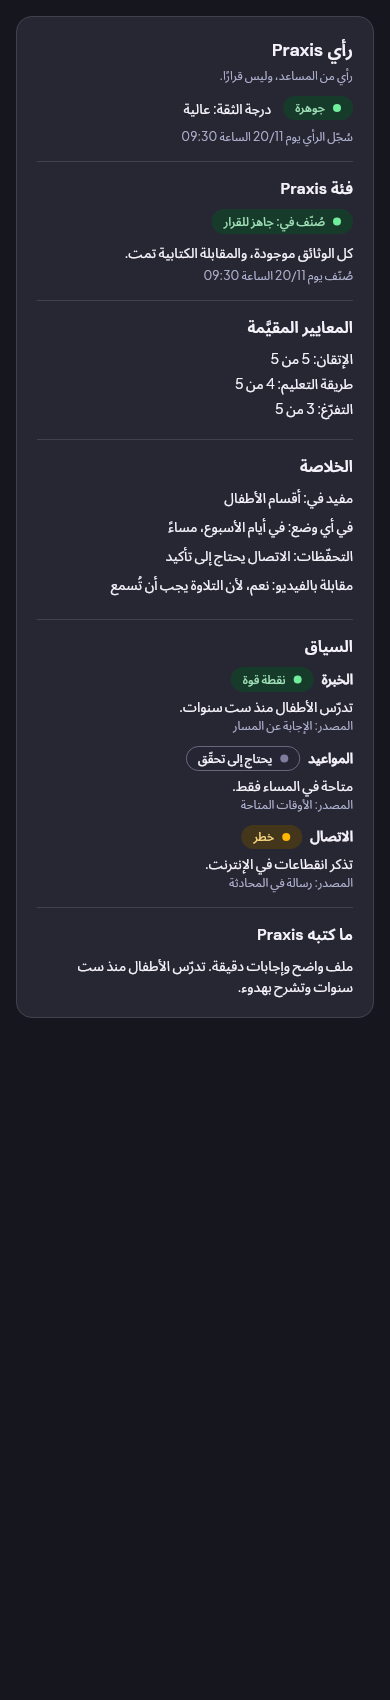 رأي Praxis
رأي من المساعد، وليس قرارًا.
جوهرة درجة الثقة: عالية
سُجّل الرأي يوم 20/11 الساعة 09:30
فئة Praxis
صُنّف في: جاهز للقرار
كل الوثائق موجودة، والمقابلة الكتابية تمت.
صُنّف يوم 20/11 الساعة 09:30
المعايير المقيَّمة
الإتقان: 5 من 5
طريقة التعليم: 4 من 5
التفرّغ: 3 من 5
الخلاصة
مفيد في: أقسام الأطفال
في أي وضع: في أيام الأسبوع، مساءً
التحفّظات: الاتصال يحتاج إلى تأكيد
مقابلة بالفيديو: نعم، لأن التلاوة يجب أن تُسمع
السياق
الخبرة نقطة قوة
تدرّس الأطفال منذ ست سنوات.
المصدر: الإجابة عن المسار
المواعيد يحتاج إلى تحقّق
متاحة في المساء فقط.
المصدر: الأوقات المتاحة
الاتصال خطر
تذكر انقطاعات في الإنترنت.
المصدر: رسالة في المحادثة
ما كتبه Praxis
ملف واضح وإجابات دقيقة. تدرّس الأطفال منذ ست
سنوات وتشرح بهدوء.